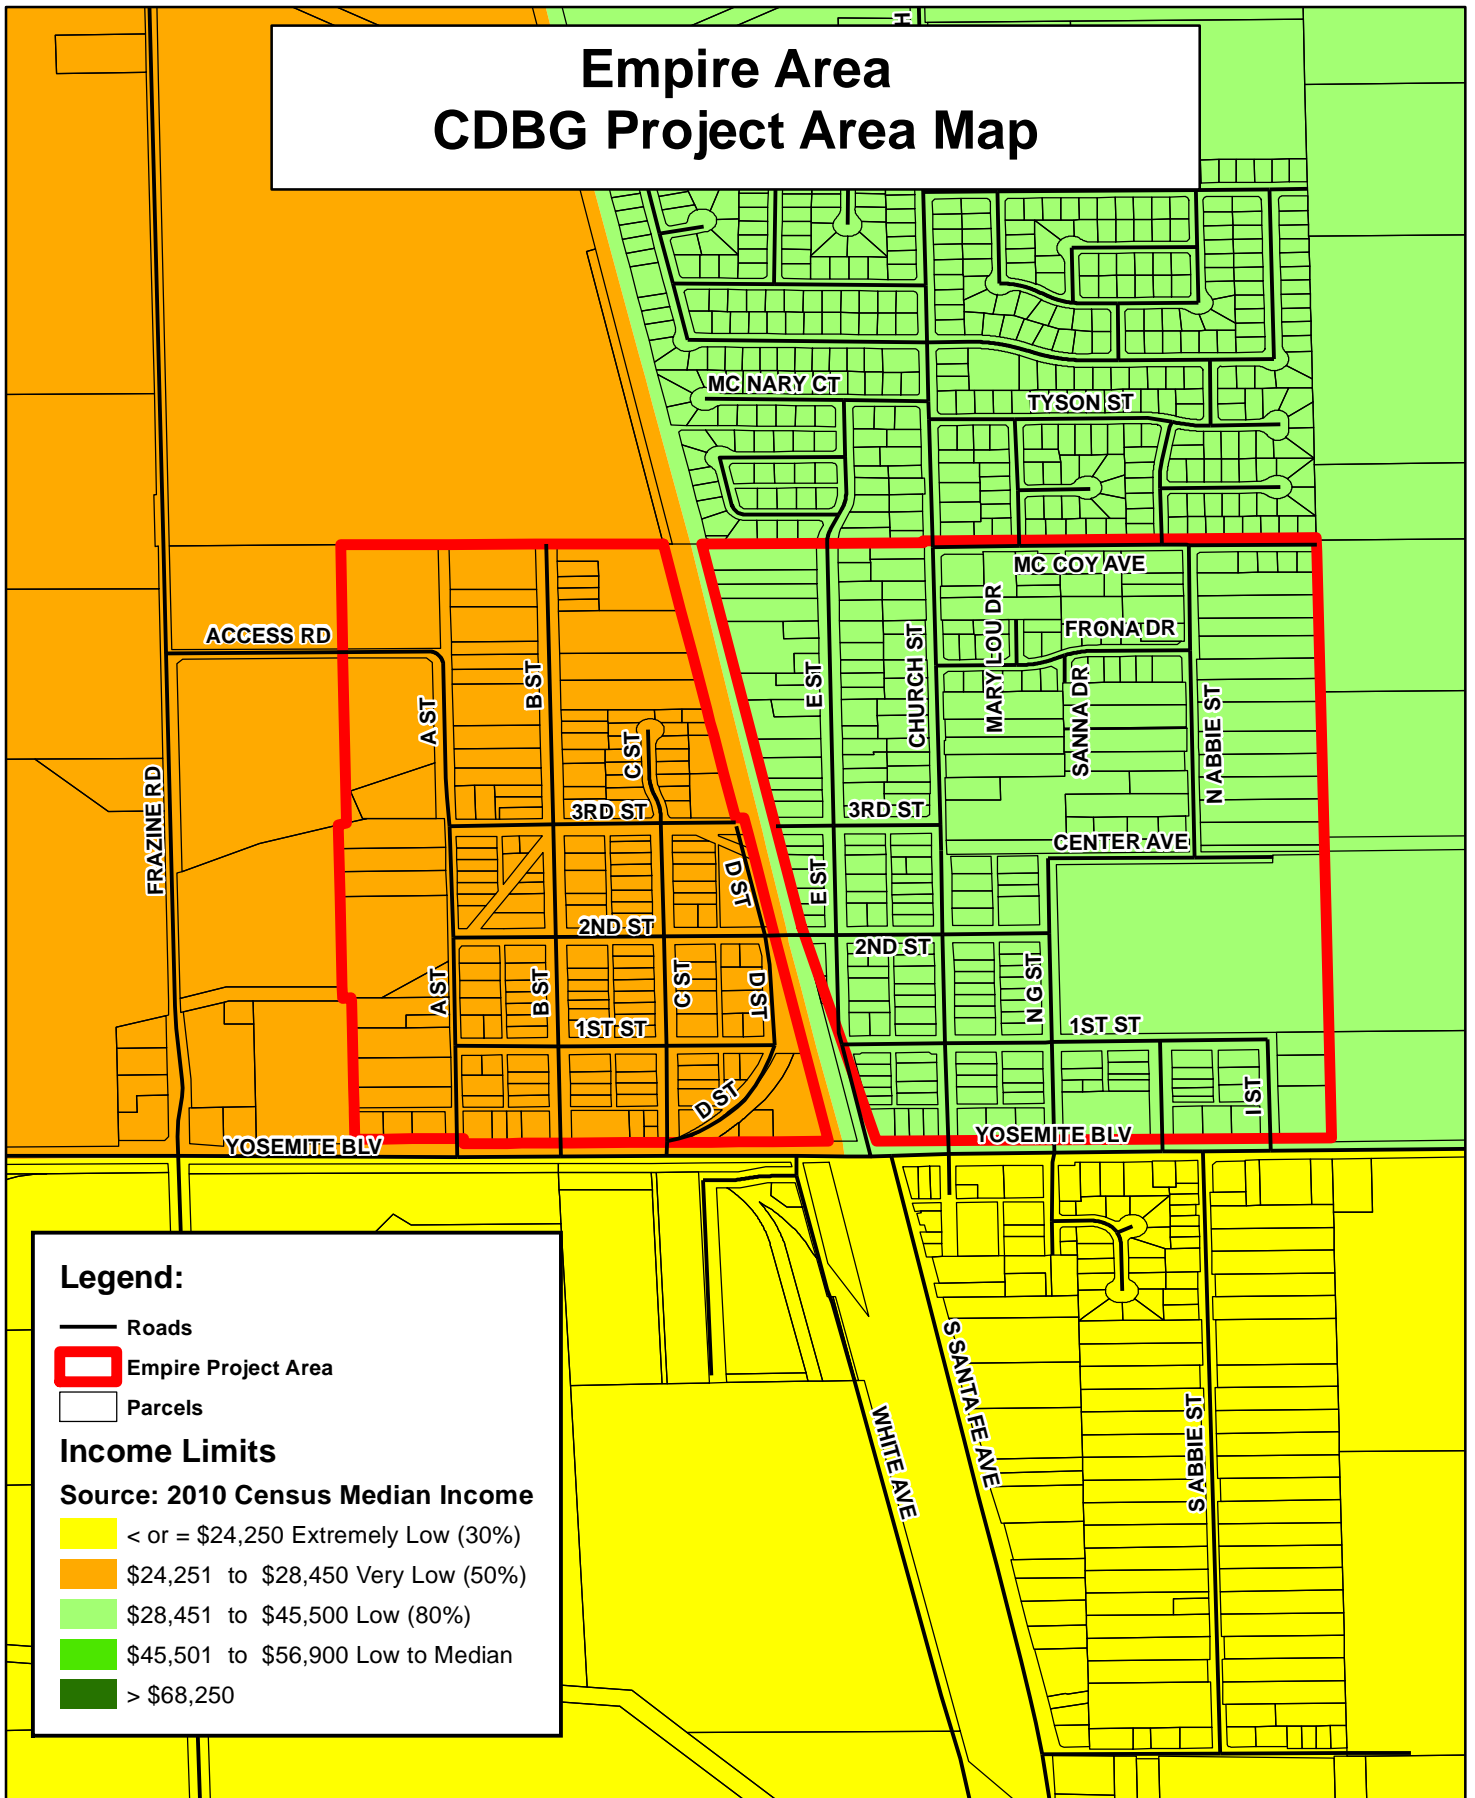 H
Empire Area
CDBG Project Area Map
MC NARY CT
TYSON ST
MC COY AVE
MARY LOU DR
FRONA DR
ACCESS RD
B ST
E ST
CHURCH ST
SANNA DR
N ABBIE ST
A ST
C ST
FRAZINE RD
3RD ST
3RD ST
CENTER AVE
D ST
E ST
2ND ST
2ND ST
A ST
B ST
C ST
D ST
N G ST
1ST ST
1ST ST
D ST
I ST
YOSEMITE BLV
YOSEMITE BLV
S SANTA FE AVE
WHITE AVE
S ABBIE ST
Legend:
Roads
Empire Project Area
Parcels
Income Limits
Source: 2010 Census Median Income
< or = $24,250 Extremely Low (30%)
$24,251 to $28,450 Very Low (50%)
$28,451 to $45,500 Low (80%)
$45,501 to $56,900 Low to Median
> $68,250